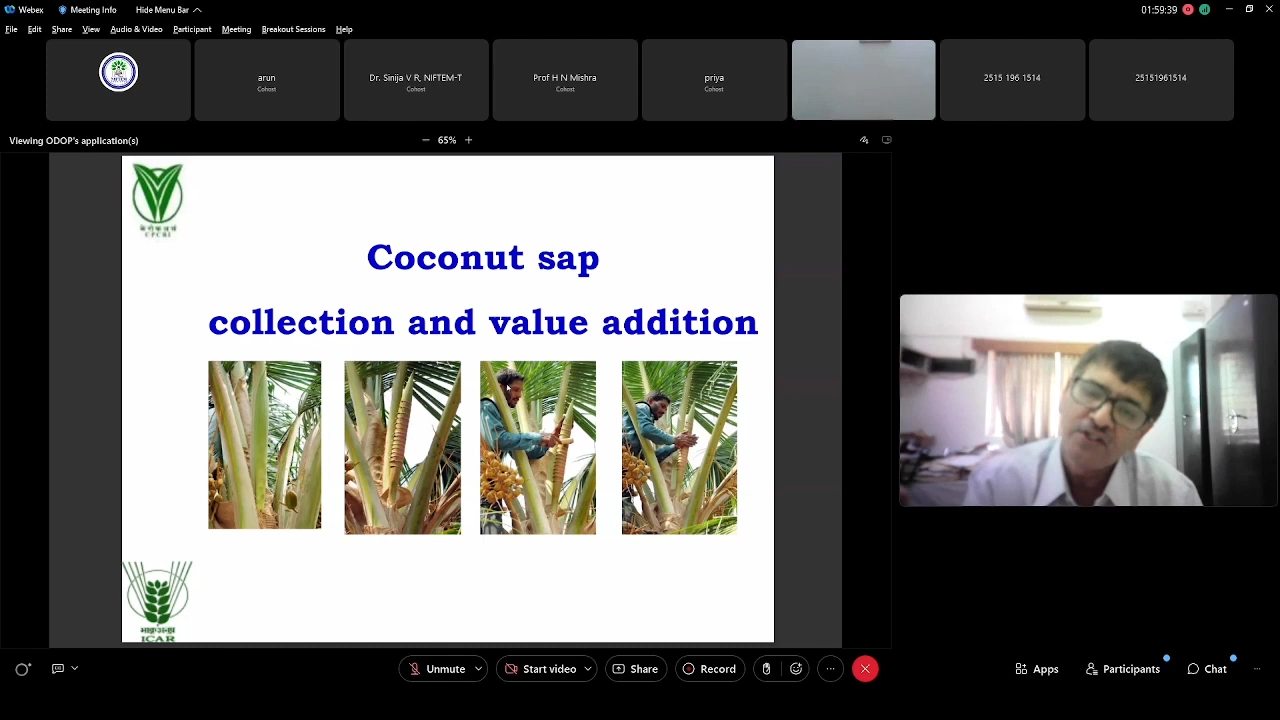 Webex
Meeting Info
Hide Menu Bar
01:59:39
File Edit Share View Audio & Video Participant Meeting Breakout Sessions Help
arun
Cohost
Dr. Sinija V R, NIFTEM-T
Cohost
Prof H N Mishra
Cohost
priya
Cohost
2515 196 1514
25151961514
Viewing ODOP's application(s)
65%
CPCRI
Coconut sap
collection and value addition
ICAR
Unmute
Start video
Share
Record
Apps
Participants
Chat